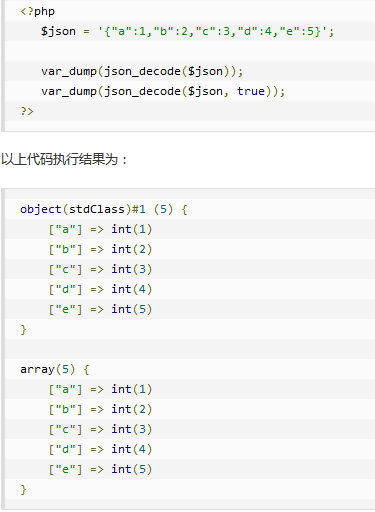 <?php
   $json = '{"a":1,"b":2,"c":3,"d":4,"e":5}';
   var_dump(json_decode($json));
   var_dump(json_decode($json, true));
?>
以上代码执行结果为：
object(stdClass)#1 (5) {
    ["a"] => int(1)
    ["b"] => int(2)
    ["c"] => int(3)
    ["d"] => int(4)
    ["e"] => int(5)
}
array(5) {
    ["a"] => int(1)
    ["b"] => int(2)
    ["c"] => int(3)
    ["d"] => int(4)
    ["e"] => int(5)
}